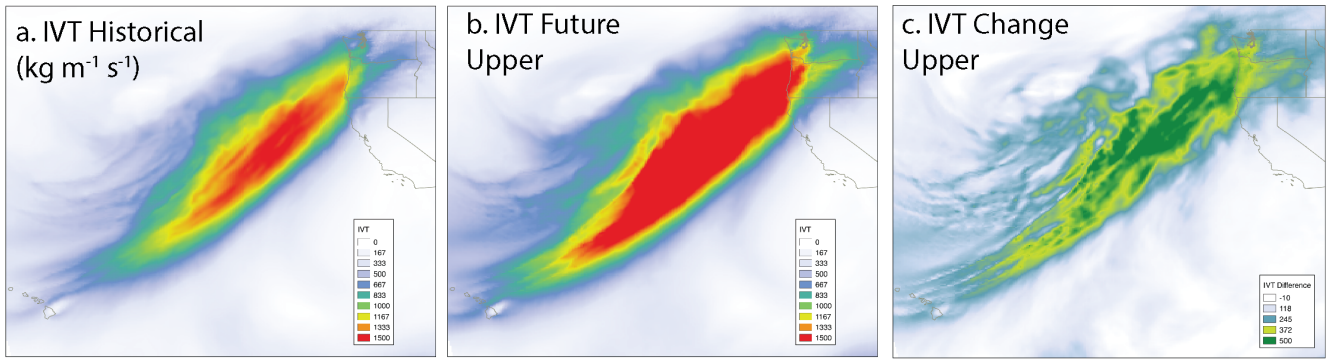 a. IVT Historical
(kg m⁻¹ s⁻¹)
IVT
0
167
333
500
667
833
1000
1167
1333
1500
b. IVT Future
Upper
IVT
0
167
333
500
667
833
1000
1167
1333
1500
c. IVT Change
Upper
IVT Difference
-10
118
245
372
500